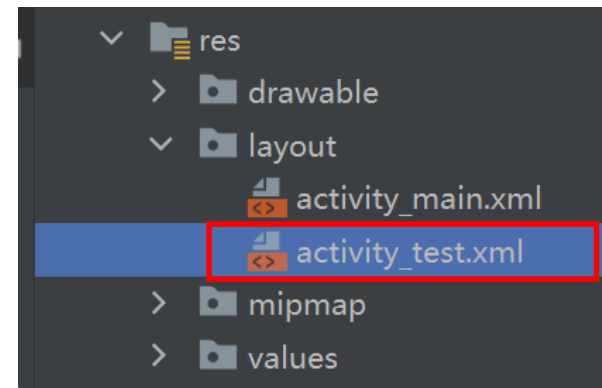 res
drawable
layout
activity_main.xml
activity_test.xml
mipmap
values